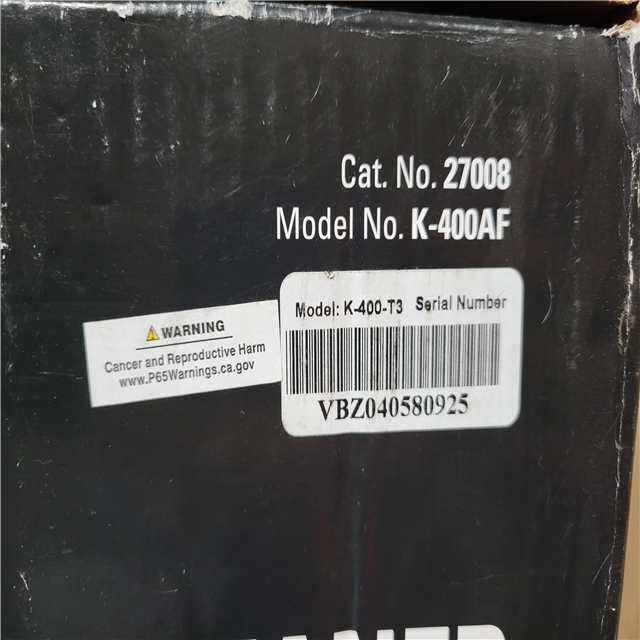 Cat. No. 27008
Model No. K-400AF
Model: K-400-T3 Serial Number
VBZ040580925
⚠WARNING
Cancer and Reproductive Harm
www.P65Warnings.ca.gov